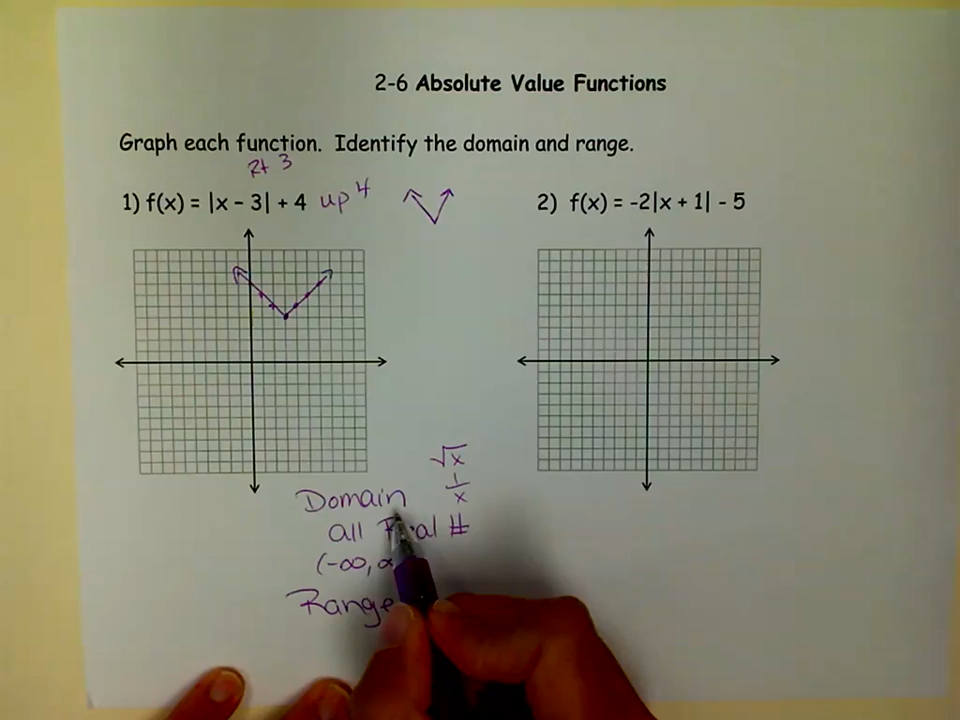 2-6 Absolute Value Functions
Graph each function. Identify the domain and range.
Rt 3
1) f(x) = |x – 3| + 4 up 4
2) f(x) = -2|x + 1| - 5
√x
1/x
Domain
all Real #
(-∞,
Range